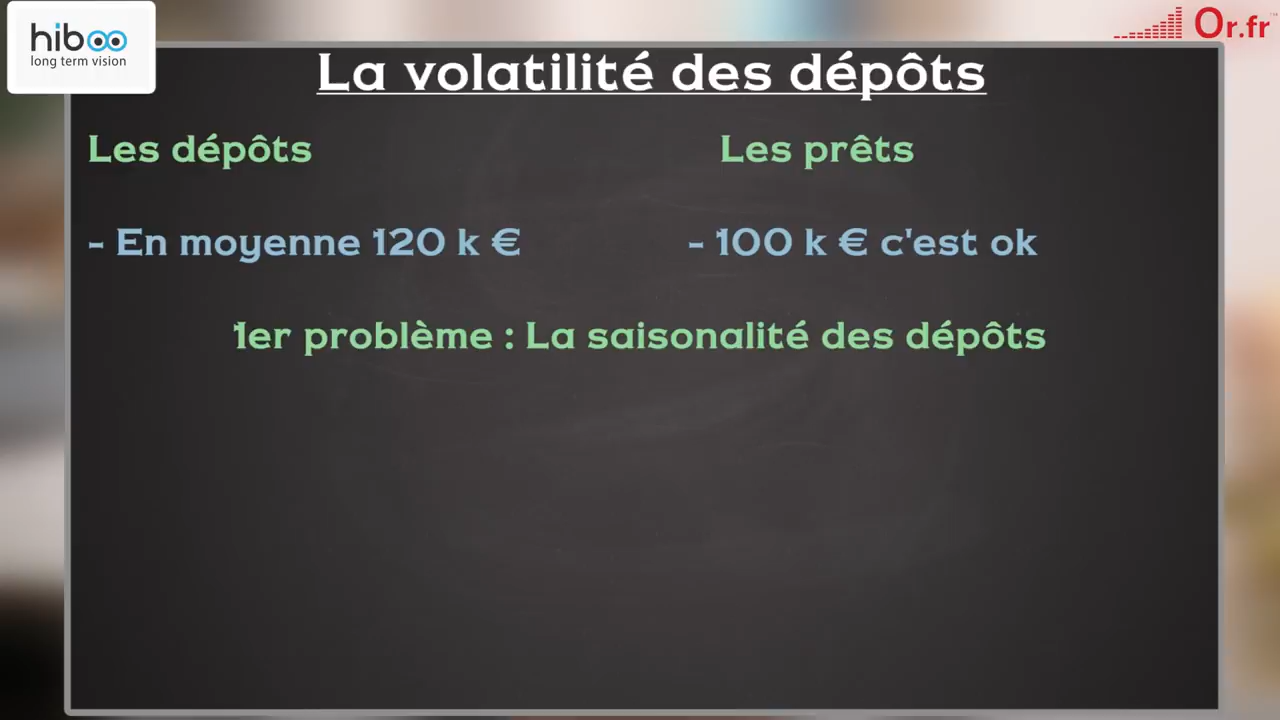 hiboo
long term vision
Or.fr
La volatilité des dépôts
Les dépôts
Les prêts
- En moyenne 120 k €
- 100 k € c'est ok
1er problème : La saisonalité des dépôts